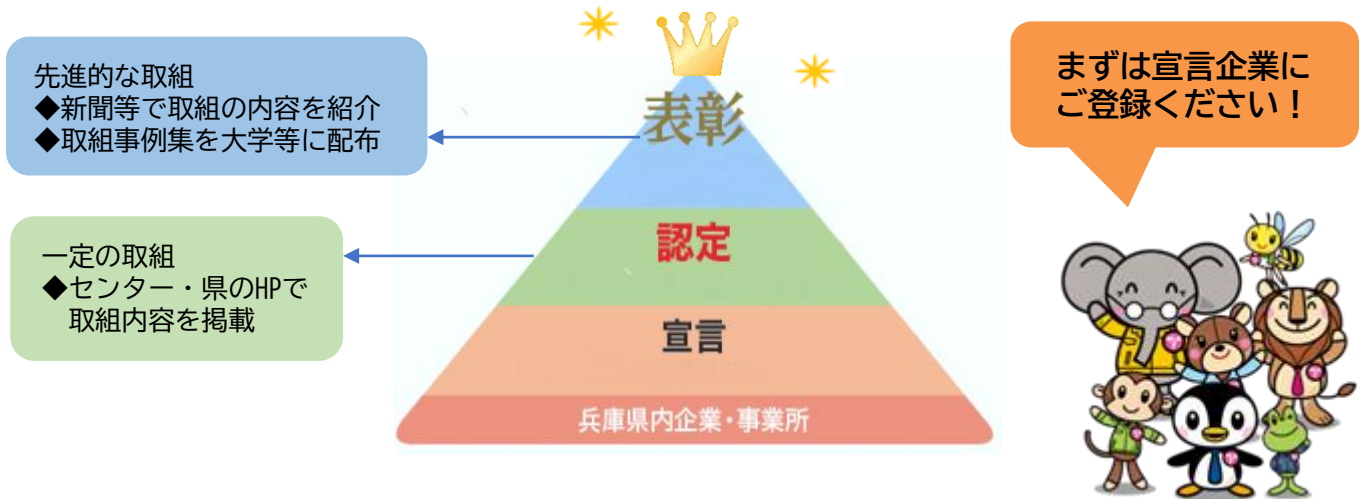 先進的な取組
◆新聞等で取組の内容を紹介
◆取組事例集を大学等に配布
表彰
まずは宣言企業に
ご登録ください！
一定の取組
◆センター・県のHPで
取組内容を掲載
認定
宣言
兵庫県内企業・事業所